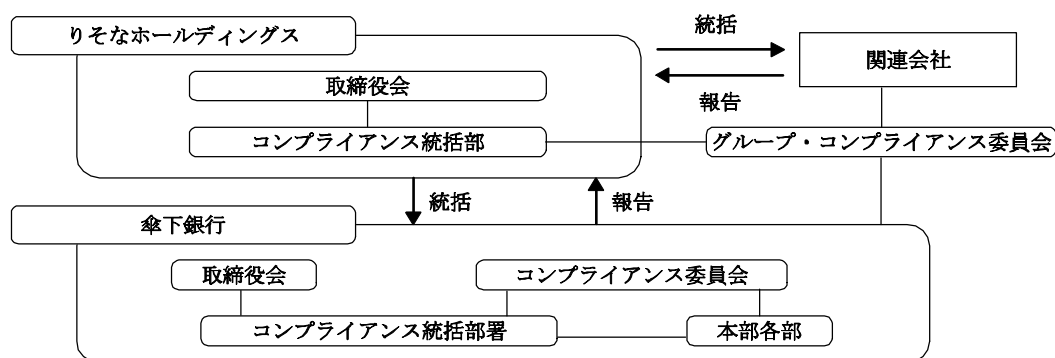 りそなホールディングス
統括
関連会社
報告
取締役会
コンプライアンス統括部
グループ・コンプライアンス委員会
統括
報告
傘下銀行
取締役会
コンプライアンス委員会
コンプライアンス統括部署
本部各部